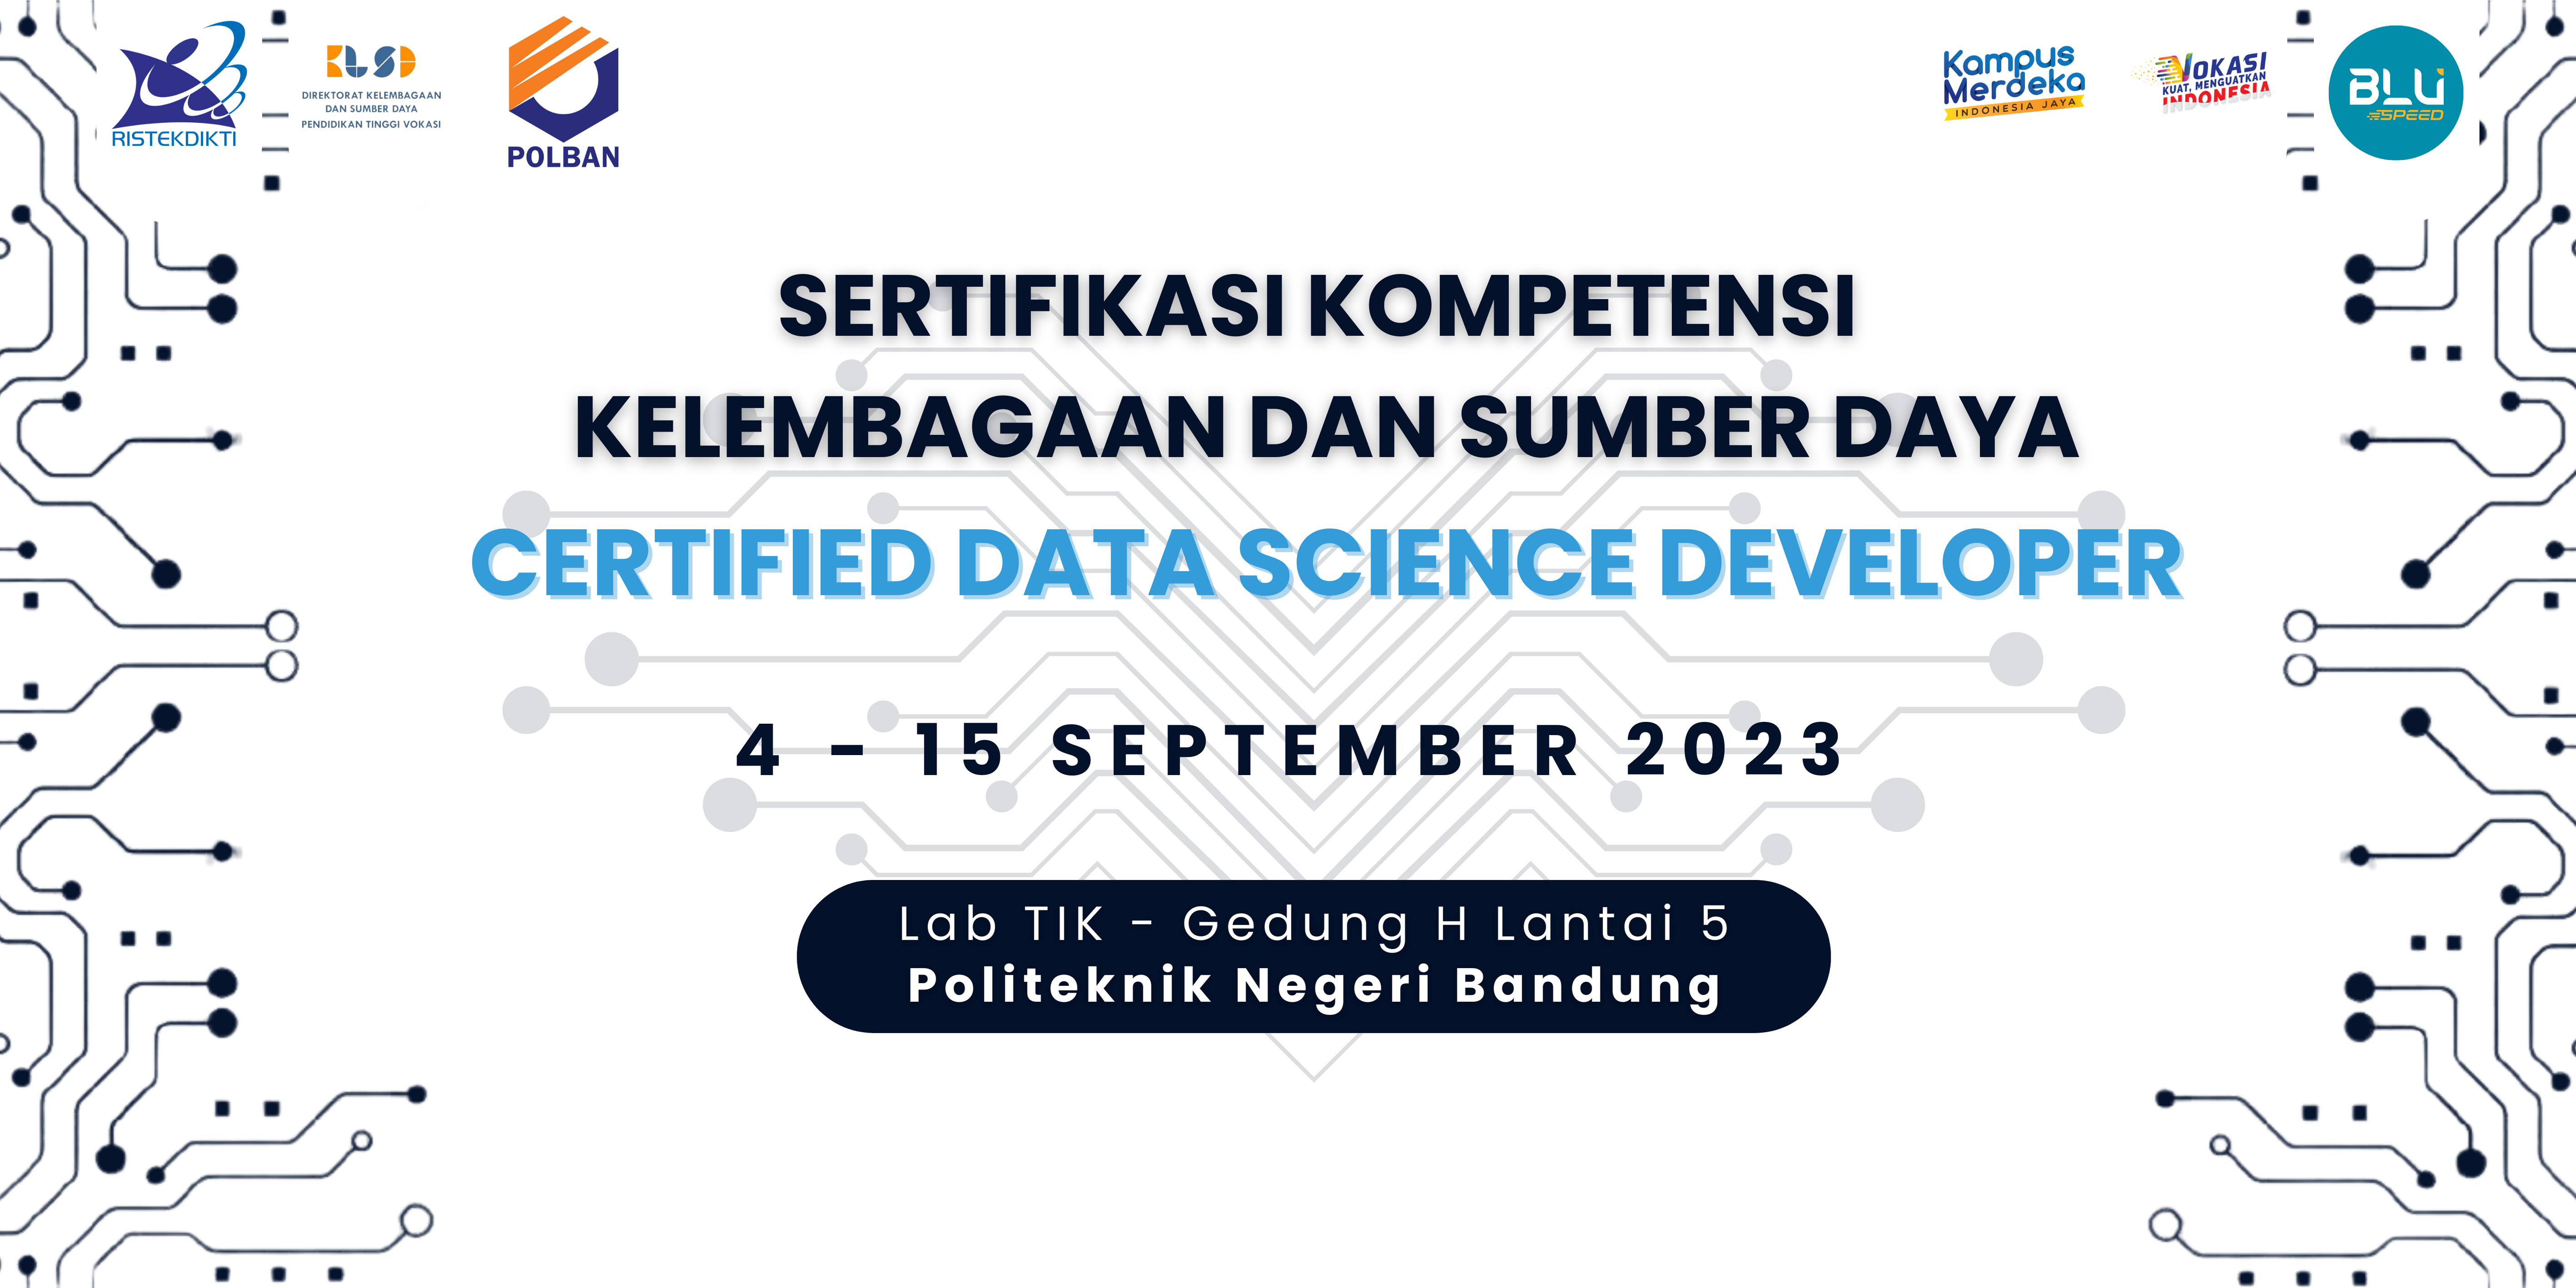 RISTEKDIKTI
KLSD
DIREKTORAT KELEMBAGAAN
DAN SUMBER DAYA
PENDIDIKAN TINGGI VOKASI
POLBAN
Kampus
Merdeka
INDONESIA JAYA
VOKASI
KUAT, MENGUATKAN
INDONESIA
BLU
SPEED
SERTIFIKASI KOMPETENSI
KELEMBAGAAN DAN SUMBER DAYA
CERTIFIED DATA SCIENCE DEVELOPER
4 - 15 SEPTEMBER 2023
Lab TIK - Gedung H Lantai 5
Politeknik Negeri Bandung